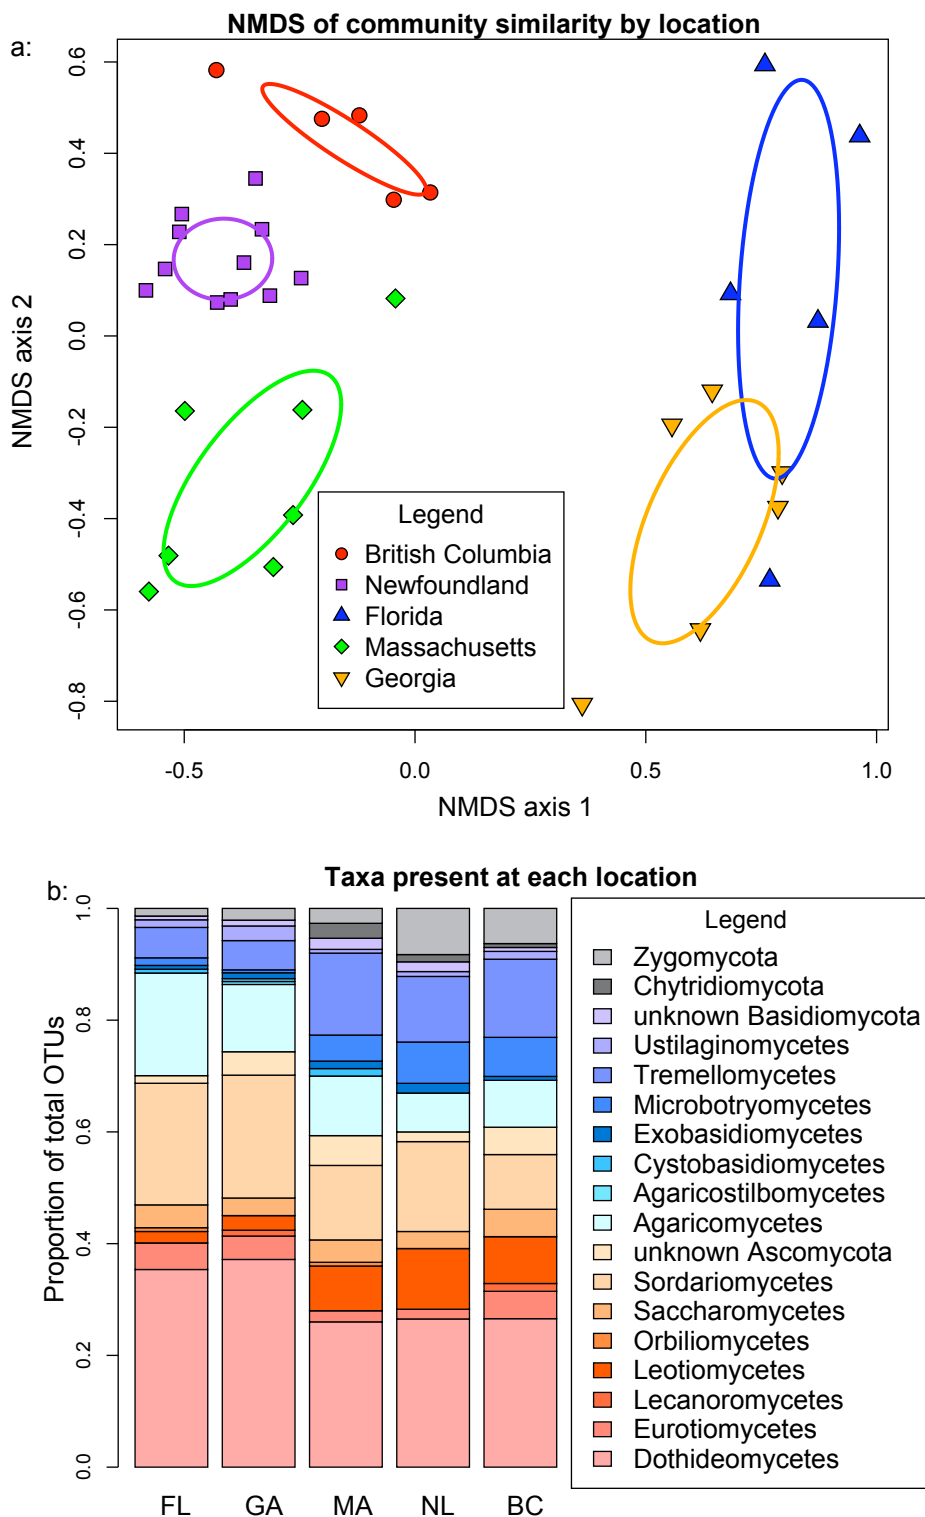 NMDS of community similarity by location
a:
NMDS axis 2
0.6
0.4
0.2
0.0
-0.2
-0.4
-0.6
-0.8
Legend
British Columbia
Newfoundland
Florida
Massachusetts
Georgia
-0.5
0.0
0.5
1.0
NMDS axis 1
b:
Taxa present at each location
Proportion of total OTUs
1.0
0.8
0.6
0.4
0.2
0.0
Legend
Zygomycota
Chytridiomycota
unknown Basidiomycota
Ustilaginomycetes
Tremellomycetes
Microbotryomycetes
Exobasidiomycetes
Cystobasidiomycetes
Agaricostilbomycetes
Agaricomycetes
unknown Ascomycota
Sordariomycetes
Saccharomycetes
Orbiliomycetes
Leotiomycetes
Lecanoromycetes
Eurotiomycetes
Dothideomycetes
FL GA MA NL BC